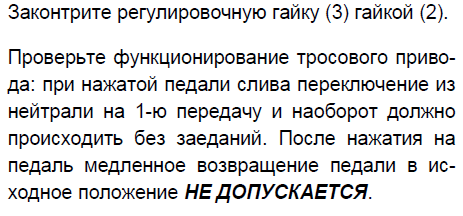 Законтрите регулировочную гайку (3) гайкой (2).
Проверьте функционирование тросового приво-
да: при нажатой педали слива переключение из
нейтрали на 1-ю передачу и наоборот должно
происходить без заеданий. После нажатия на
педаль медленное возвращение педали в ис-
ходное положение НЕ ДОПУСКАЕТСЯ.